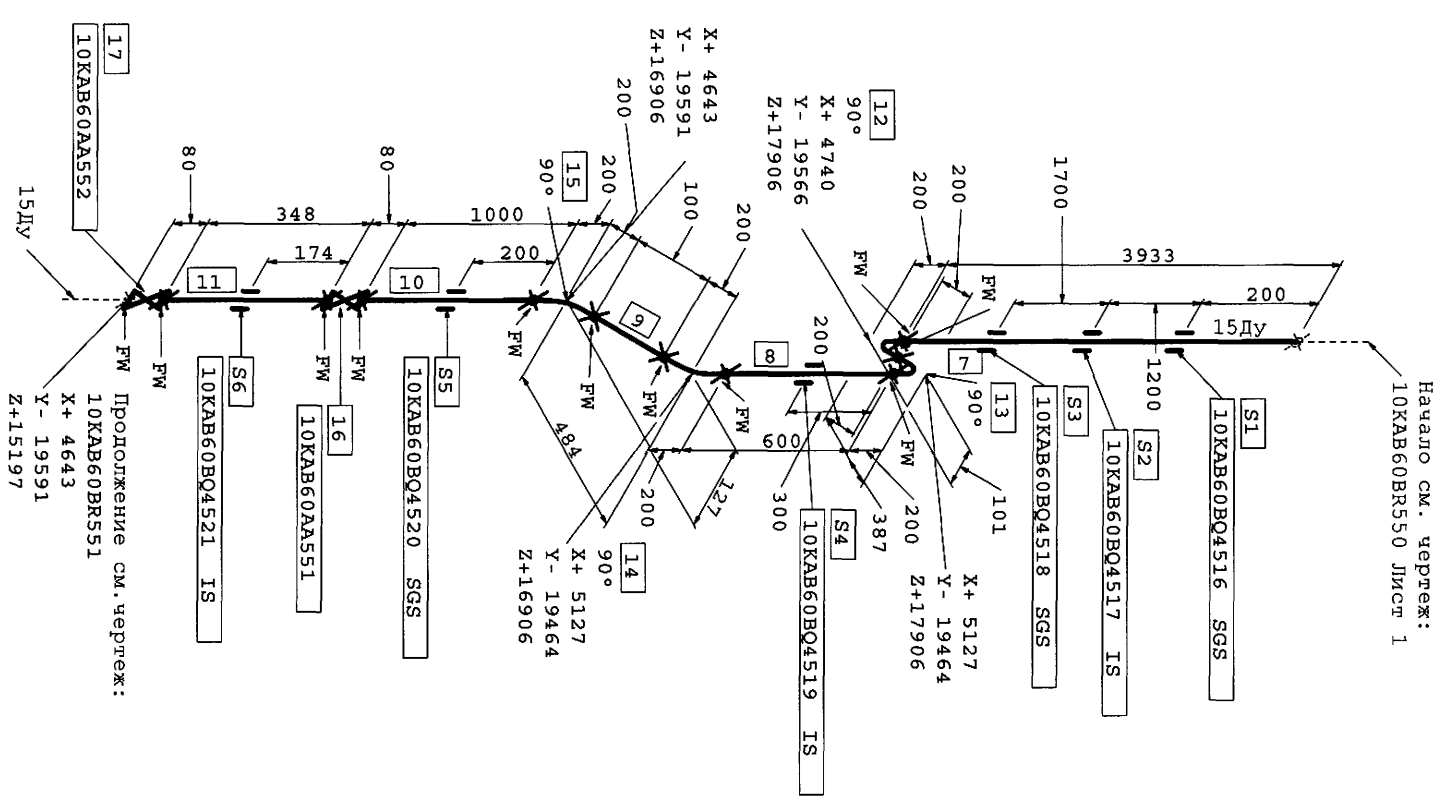 Начало см. чертеж:
10KAB60BR550 Лист 1
S1
10KAB60BQ4516 SGS
S2
10KAB60BQ4517 IS
S3
10KAB60BQ4518 SGS
200
15Ду
1200
1700
3933
7
FW
200
200
FW
12
90°
X+ 4740
Y- 19566
Z+17906
13
90°
X+ 5127
Y- 19464
Z+17906
101
200
387
FW
S4
10KAB60BQ4519 IS
300
600
200
200
8
127
200
FW
14
90°
X+ 5127
Y- 19464
Z+16906
484
200
100
200
9
FW
FW
X+ 4643
Y- 19591
Z+16906
200
200
15
90°
FW
1000
200
10
S5
10KAB60BQ4520 SGS
80
FW
16
10KAB60AA551
FW
348
174
11
S6
10KAB60BQ4521 IS
80
FW
FW
17
10KAB60AA552
15Ду
Продолжение см.чертеж:
10KAB60BR551
X+ 4643
Y- 19591
Z+15197